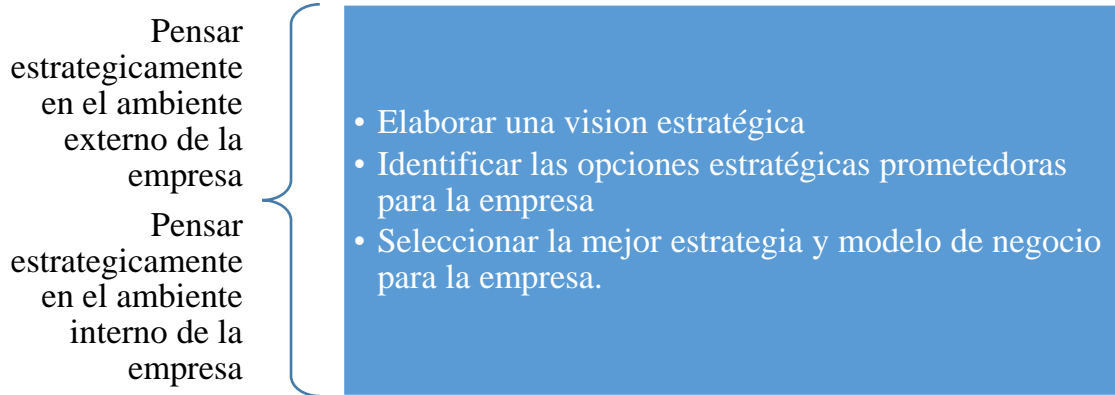 Pensar
estrategicamente
en el ambiente
externo de la
empresa
Pensar
estrategicamente
en el ambiente
interno de la
empresa
• Elaborar una vision estratégica
• Identificar las opciones estratégicas prometedoras
para la empresa
• Seleccionar la mejor estrategia y modelo de negocio
para la empresa.